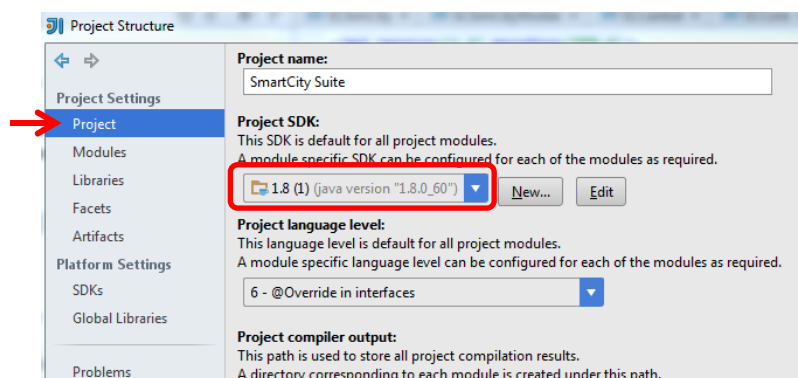 Project Structure
Project Settings
Project
Modules
Libraries
Facets
Artifacts
Platform Settings
SDKs
Global Libraries
Problems
Project name:
SmartCity Suite
Project SDK:
This SDK is default for all project modules.
A module specific SDK can be configured for each of the modules as required.
1.8 (1) (java version "1.8.0_60")
New...
Edit
Project language level:
This language level is default for all project modules.
A module specific language level can be configured for each of the modules as required.
6 - @Override in interfaces
Project compiler output:
This path is used to store all project compilation results.
A directory corresponding to each module is created under this path.